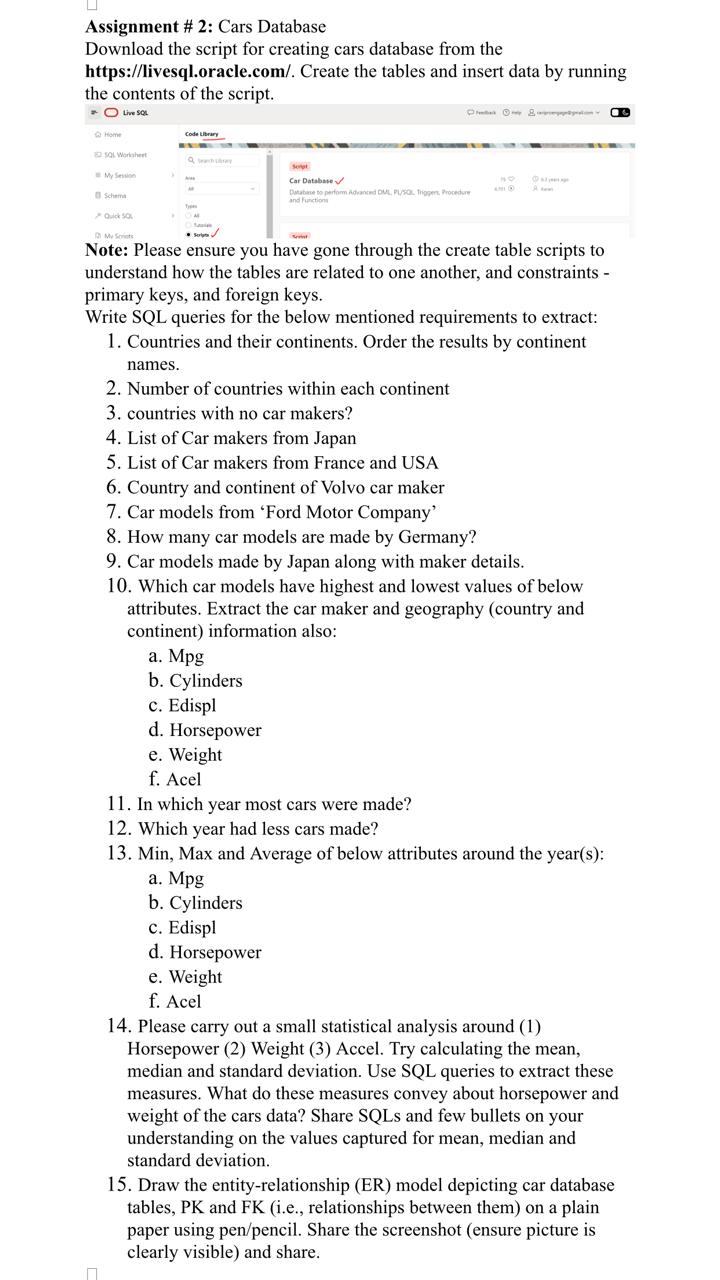 Assignment # 2: Cars Database
Download the script for creating cars database from the
https://livesql.oracle.com/. Create the tables and insert data by running
the contents of the script.
Live SQL
Feedback Help raviproengage@gmail.com
Home
Code Library
SQL Worksheet
Search Library
Script
My Session
Area
Car Database
75
6.3 years ago
All
Database to perform Advanced DML, PL/SQL, Triggers, Procedure
and Functions
4,701
Karan
Schema
Types
Quick SQL
All
Tutorials
My Scripts
Scripts
Script
Note: Please ensure you have gone through the create table scripts to
understand how the tables are related to one another, and constraints -
primary keys, and foreign keys.
Write SQL queries for the below mentioned requirements to extract:
1. Countries and their continents. Order the results by continent
names.
2. Number of countries within each continent
3. countries with no car makers?
4. List of Car makers from Japan
5. List of Car makers from France and USA
6. Country and continent of Volvo car maker
7. Car models from ‘Ford Motor Company’
8. How many car models are made by Germany?
9. Car models made by Japan along with maker details.
10. Which car models have highest and lowest values of below
attributes. Extract the car maker and geography (country and
continent) information also:
a. Mpg
b. Cylinders
c. Edispl
d. Horsepower
e. Weight
f. Acel
11. In which year most cars were made?
12. Which year had less cars made?
13. Min, Max and Average of below attributes around the year(s):
a. Mpg
b. Cylinders
c. Edispl
d. Horsepower
e. Weight
f. Acel
14. Please carry out a small statistical analysis around (1)
Horsepower (2) Weight (3) Accel. Try calculating the mean,
median and standard deviation. Use SQL queries to extract these
measures. What do these measures convey about horsepower and
weight of the cars data? Share SQLs and few bullets on your
understanding on the values captured for mean, median and
standard deviation.
15. Draw the entity-relationship (ER) model depicting car database
tables, PK and FK (i.e., relationships between them) on a plain
paper using pen/pencil. Share the screenshot (ensure picture is
clearly visible) and share.